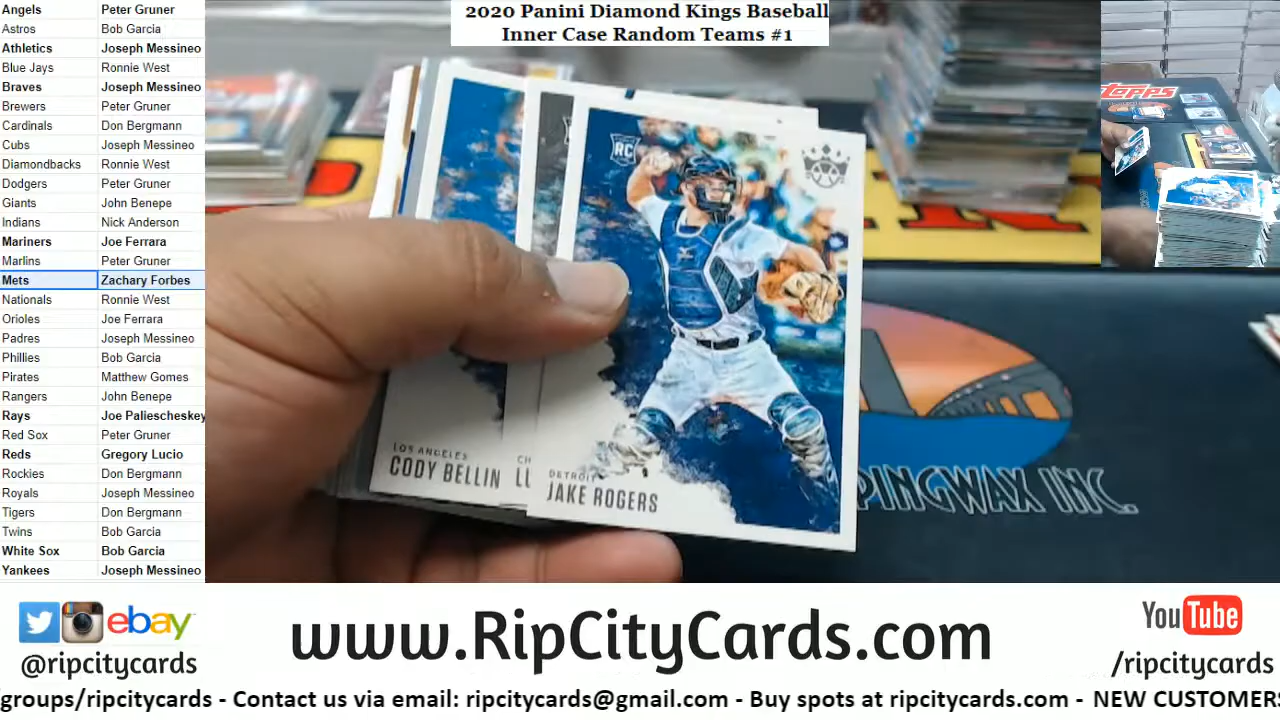 2020 Panini Diamond Kings Baseball
Inner Case Random Teams #1
Angels Peter Gruner
Astros Bob Garcia
Athletics Joseph Messineo
Blue Jays Ronnie West
Braves Joseph Messineo
Brewers Peter Gruner
Cardinals Don Bergmann
Cubs Joseph Messineo
Diamondbacks Ronnie West
Dodgers Peter Gruner
Giants John Benepe
Indians Nick Anderson
Mariners Joe Ferrara
Marlins Peter Gruner
Mets Zachary Forbes
Nationals Ronnie West
Orioles Joe Ferrara
Padres Joseph Messineo
Phillies Bob Garcia
Pirates Matthew Gomes
Rangers John Benepe
Rays Joe Paliescheskey
Red Sox Peter Gruner
Reds Gregory Lucio
Rockies Don Bergmann
Royals Joseph Messineo
Tigers Don Bergmann
Twins Bob Garcia
White Sox Bob Garcia
Yankees Joseph Messineo
RC
LOS ANGELES
CODY BELLIN
CH
LU
DETROIT
JAKE ROGERS
TOPPS
PINGWAX INC.
ebay
@ripcitycards
www.RipCityCards.com
YouTube
/ripcitycards
groups/ripcitycards - Contact us via email: ripcitycards@gmail.com - Buy spots at ripcitycards.com - NEW CUSTOMERS